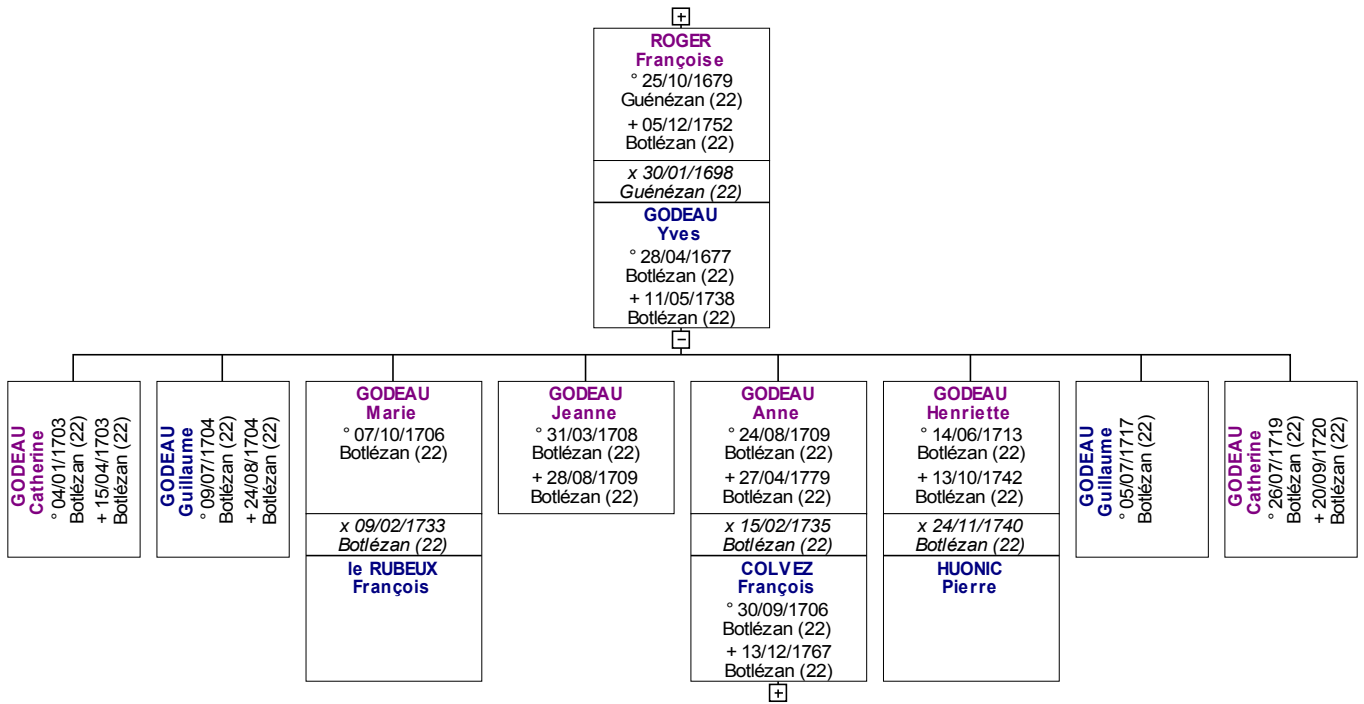 +
ROGER
Françoise
° 25/10/1679
Guénézan (22)
+ 05/12/1752
Botlézan (22)
x 30/01/1698
Guénézan (22)
GODEAU
Yves
° 28/04/1677
Botlézan (22)
+ 11/05/1738
Botlézan (22)
−
GODEAU
Catherine
° 04/01/1703
Botlézan (22)
+ 15/04/1703
Botlézan (22)
GODEAU
Guillaume
° 09/07/1704
Botlézan (22)
+ 24/08/1704
Botlézan (22)
GODEAU
Marie
° 07/10/1706
Botlézan (22)
x 09/02/1733
Botlézan (22)
le RUBEUX
François
GODEAU
Jeanne
° 31/03/1708
Botlézan (22)
+ 28/08/1709
Botlézan (22)
GODEAU
Anne
° 24/08/1709
Botlézan (22)
+ 27/04/1779
Botlézan (22)
x 15/02/1735
Botlézan (22)
COLVEZ
François
° 30/09/1706
Botlézan (22)
+ 13/12/1767
Botlézan (22)
+
GODEAU
Henriette
° 14/06/1713
Botlézan (22)
+ 13/10/1742
Botlézan (22)
x 24/11/1740
Botlézan (22)
HUONIC
Pierre
GODEAU
Guillaume
° 05/07/1717
Botlézan (22)
GODEAU
Catherine
° 26/07/1719
Botlézan (22)
+ 20/09/1720
Botlézan (22)